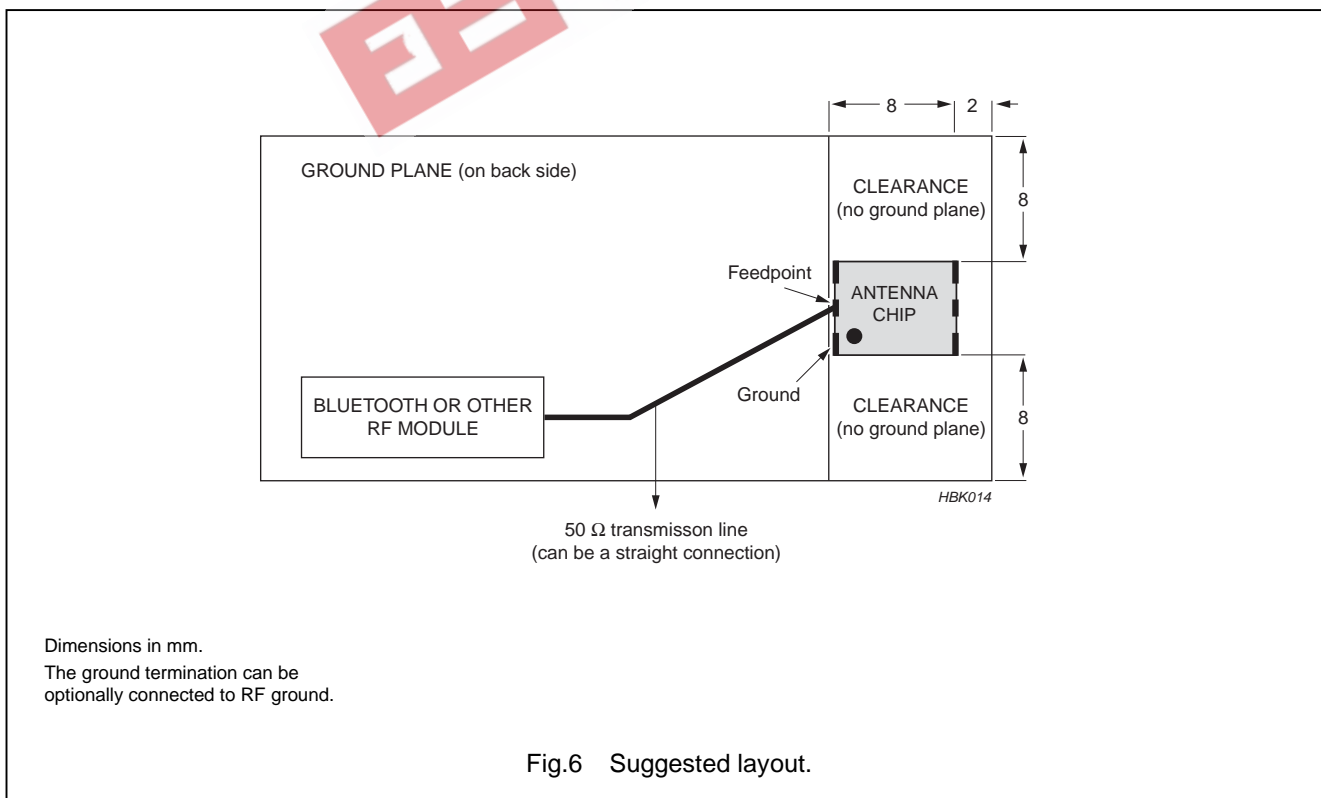 8
2
GROUND PLANE (on back side)
CLEARANCE
(no ground plane)
8
Feedpoint
ANTENNA
CHIP
Ground
BLUETOOTH OR OTHER
RF MODULE
CLEARANCE
(no ground plane)
8
HBK014
50 Ω transmisson line
(can be a straight connection)
Dimensions in mm.
The ground termination can be
optionally connected to RF ground.
Fig.6 Suggested layout.